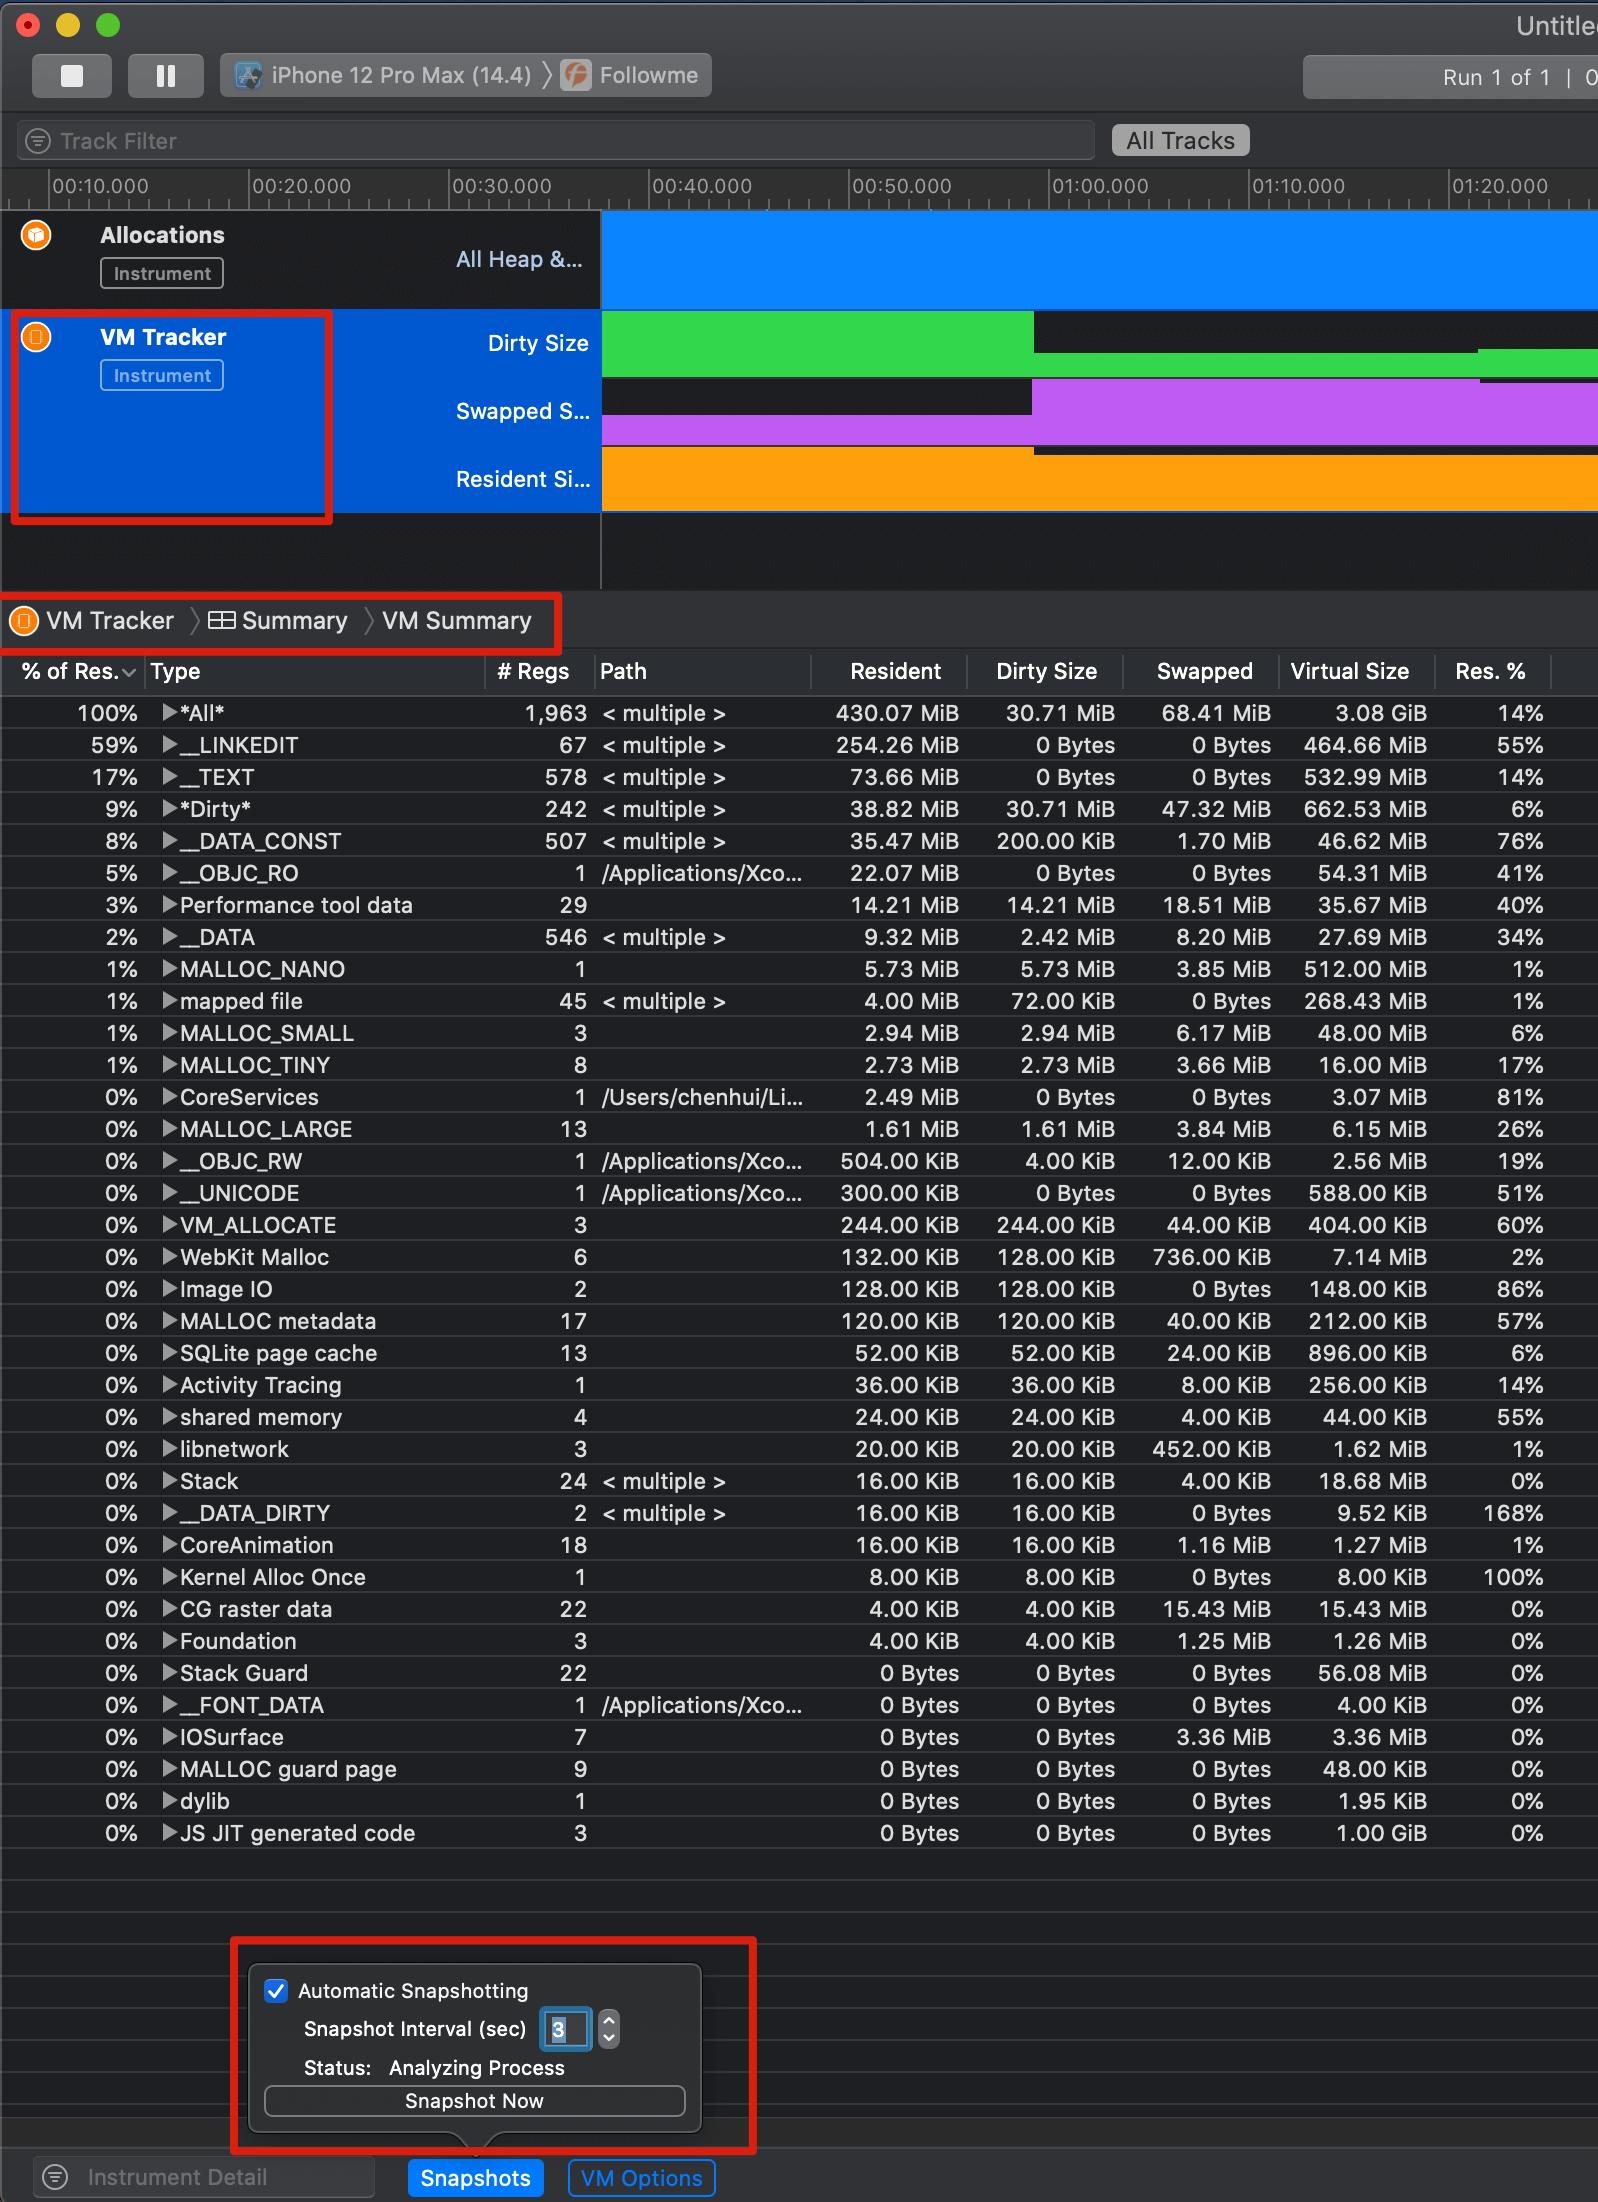 Untitle
iPhone 12 Pro Max (14.4) 〉 Followme
Run 1 of 1 | 0
Track Filter
All Tracks
00:10.000 00:20.000 00:30.000 00:40.000 00:50.000 01:00.000 01:10.000 01:20.000
Allocations
Instrument
All Heap &...
VM Tracker
Instrument
Dirty Size
Swapped S...
Resident Si...
VM Tracker 〉 Summary 〉 VM Summary
% of Res. Type # Regs Path Resident Dirty Size Swapped Virtual Size Res. %
100% *All* 1,963 < multiple > 430.07 MiB 30.71 MiB 68.41 MiB 3.08 GiB 14%
59% __LINKEDIT 67 < multiple > 254.26 MiB 0 Bytes 0 Bytes 464.66 MiB 55%
17% __TEXT 578 < multiple > 73.66 MiB 0 Bytes 0 Bytes 532.99 MiB 14%
9% *Dirty* 242 < multiple > 38.82 MiB 30.71 MiB 47.32 MiB 662.53 MiB 6%
8% __DATA_CONST 507 < multiple > 35.47 MiB 200.00 KiB 1.70 MiB 46.62 MiB 76%
5% __OBJC_RO 1 /Applications/Xco... 22.07 MiB 0 Bytes 0 Bytes 54.31 MiB 41%
3% Performance tool data 29 14.21 MiB 14.21 MiB 18.51 MiB 35.67 MiB 40%
2% __DATA 546 < multiple > 9.32 MiB 2.42 MiB 8.20 MiB 27.69 MiB 34%
1% MALLOC_NANO 1 5.73 MiB 5.73 MiB 3.85 MiB 512.00 MiB 1%
1% mapped file 45 < multiple > 4.00 MiB 72.00 KiB 0 Bytes 268.43 MiB 1%
1% MALLOC_SMALL 3 2.94 MiB 2.94 MiB 6.17 MiB 48.00 MiB 6%
1% MALLOC_TINY 8 2.73 MiB 2.73 MiB 3.66 MiB 16.00 MiB 17%
0% CoreServices 1 /Users/chenhui/Li... 2.49 MiB 0 Bytes 0 Bytes 3.07 MiB 81%
0% MALLOC_LARGE 13 1.61 MiB 1.61 MiB 3.84 MiB 6.15 MiB 26%
0% __OBJC_RW 1 /Applications/Xco... 504.00 KiB 4.00 KiB 12.00 KiB 2.56 MiB 19%
0% __UNICODE 1 /Applications/Xco... 300.00 KiB 0 Bytes 0 Bytes 588.00 KiB 51%
0% VM_ALLOCATE 3 244.00 KiB 244.00 KiB 44.00 KiB 404.00 KiB 60%
0% WebKit Malloc 6 132.00 KiB 128.00 KiB 736.00 KiB 7.14 MiB 2%
0% Image IO 2 128.00 KiB 128.00 KiB 0 Bytes 148.00 KiB 86%
0% MALLOC metadata 17 120.00 KiB 120.00 KiB 40.00 KiB 212.00 KiB 57%
0% SQLite page cache 13 52.00 KiB 52.00 KiB 24.00 KiB 896.00 KiB 6%
0% Activity Tracing 1 36.00 KiB 36.00 KiB 8.00 KiB 256.00 KiB 14%
0% shared memory 4 24.00 KiB 24.00 KiB 4.00 KiB 44.00 KiB 55%
0% libnetwork 3 20.00 KiB 20.00 KiB 452.00 KiB 1.62 MiB 1%
0% Stack 24 < multiple > 16.00 KiB 16.00 KiB 4.00 KiB 18.68 MiB 0%
0% __DATA_DIRTY 2 < multiple > 16.00 KiB 16.00 KiB 0 Bytes 9.52 KiB 168%
0% CoreAnimation 18 16.00 KiB 16.00 KiB 1.16 MiB 1.27 MiB 1%
0% Kernel Alloc Once 1 8.00 KiB 8.00 KiB 0 Bytes 8.00 KiB 100%
0% CG raster data 22 4.00 KiB 4.00 KiB 15.43 MiB 15.43 MiB 0%
0% Foundation 3 4.00 KiB 4.00 KiB 1.25 MiB 1.26 MiB 0%
0% Stack Guard 22 0 Bytes 0 Bytes 0 Bytes 56.08 MiB 0%
0% __FONT_DATA 1 /Applications/Xco... 0 Bytes 0 Bytes 0 Bytes 4.00 KiB 0%
0% IOSurface 7 0 Bytes 0 Bytes 3.36 MiB 3.36 MiB 0%
0% MALLOC guard page 9 0 Bytes 0 Bytes 0 Bytes 48.00 KiB 0%
0% dylib 1 0 Bytes 0 Bytes 0 Bytes 1.95 KiB 0%
0% JS JIT generated code 3 0 Bytes 0 Bytes 0 Bytes 1.00 GiB 0%
Automatic Snapshotting
Snapshot Interval (sec) 3
Status: Analyzing Process
Snapshot Now
Instrument Detail
Snapshots
VM Options